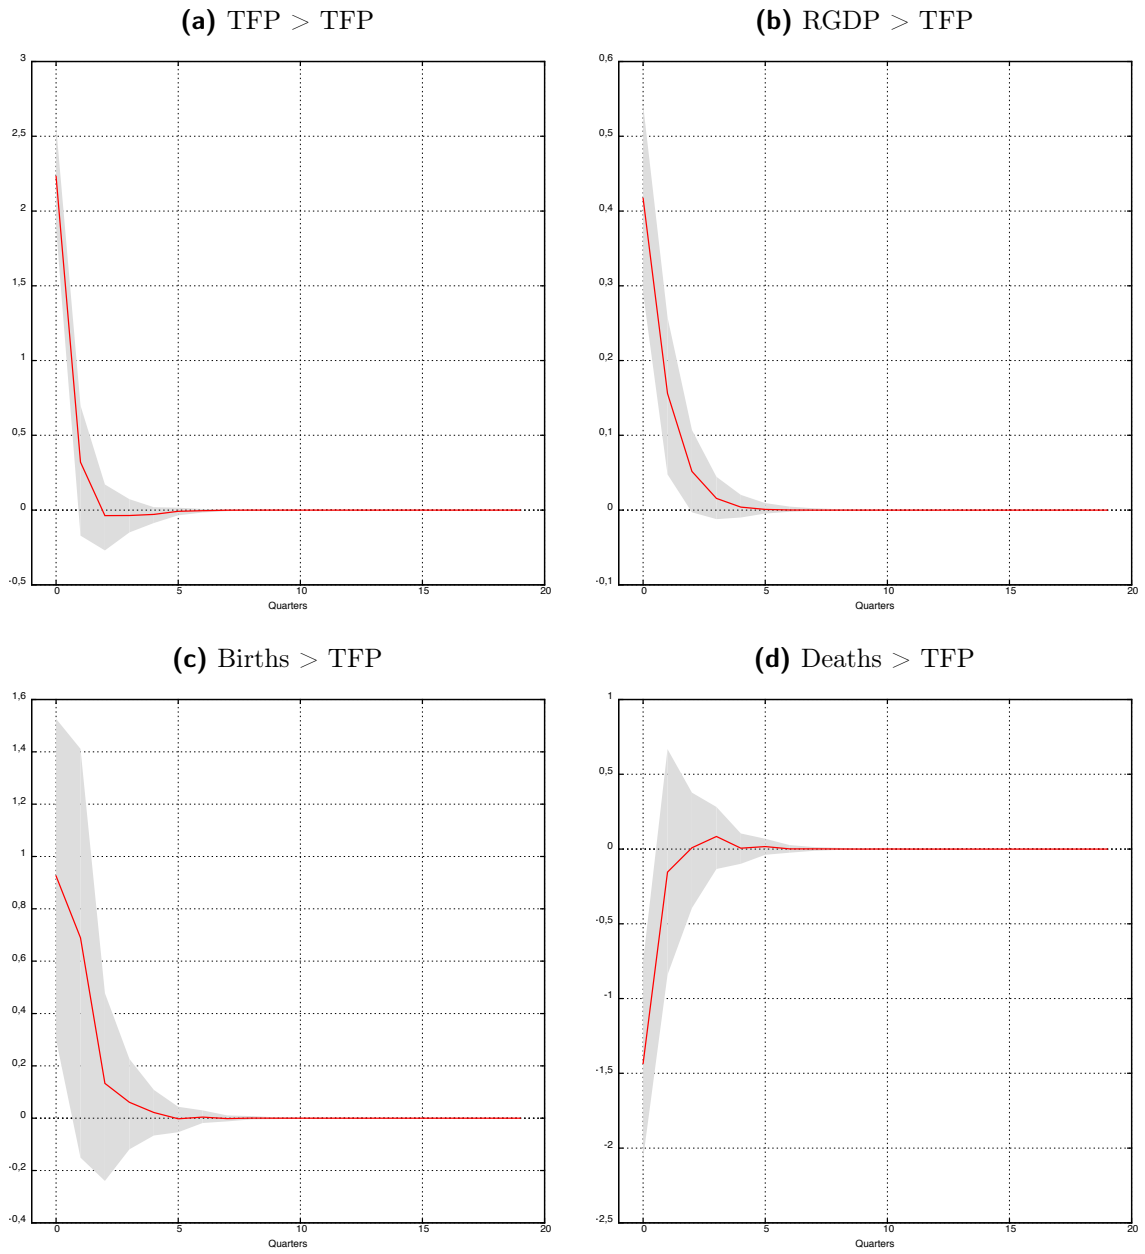 (a) TFP > TFP
3
2,5
2
1,5
1
0,5
0
-0,5
0 5 10 15 20
Quarters
(b) RGDP > TFP
0,6
0,5
0,4
0,3
0,2
0,1
0
-0,1
0 5 10 15 20
Quarters
(c) Births > TFP
1,6
1,4
1,2
1
0,8
0,6
0,4
0,2
0
-0,2
-0,4
0 5 10 15 20
Quarters
(d) Deaths > TFP
1
0,5
0
-0,5
-1
-1,5
-2
-2,5
0 5 10 15 20
Quarters